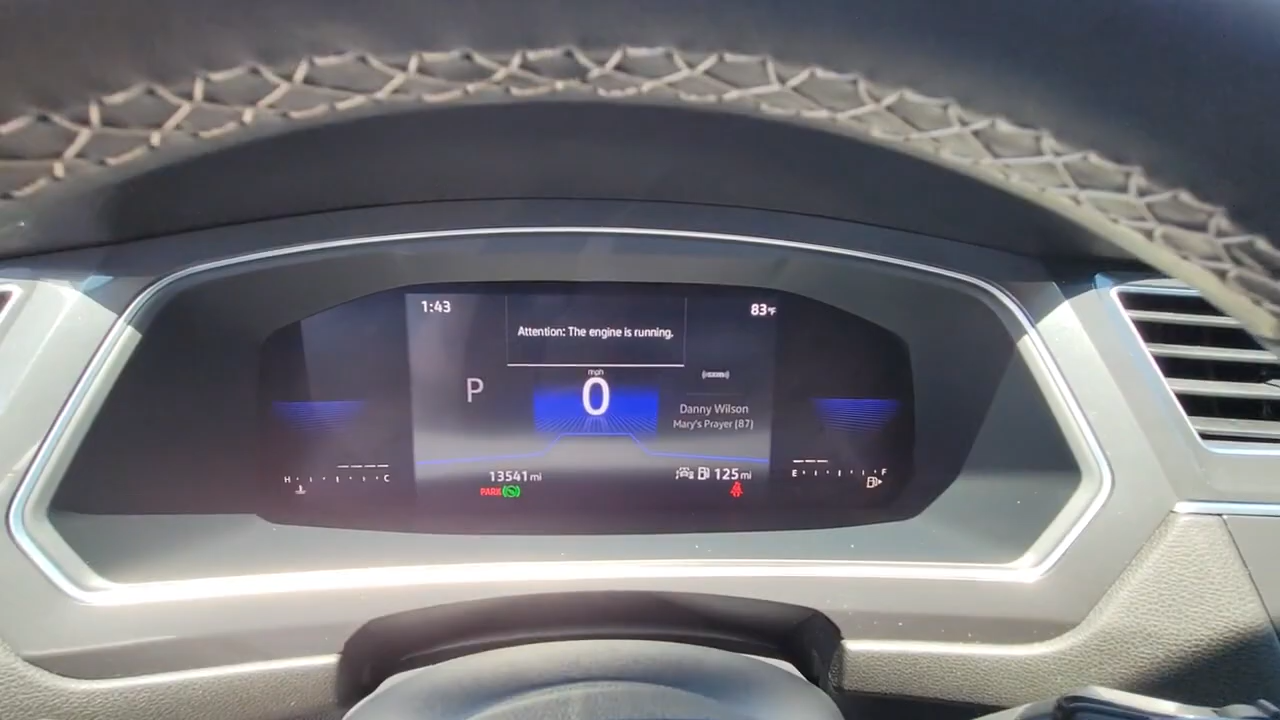 1:43
83°F
Attention: The engine is running.
mph
P
0
Danny Wilson
Mary's Prayer (87)
H C
13541 mi
125 mi
E F
PARK